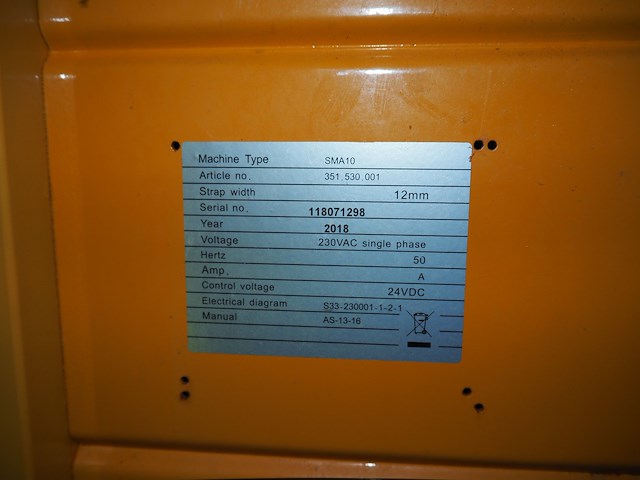 Machine Type SMA10
Article no. 351.530.001
Strap width 12mm
Serial no. 118071298
Year 2018
Voltage 230VAC single phase
Hertz 50
Amp. A
Control voltage 24VDC
Electrical diagram S33-230001-1-2-1
Manual AS-13-16